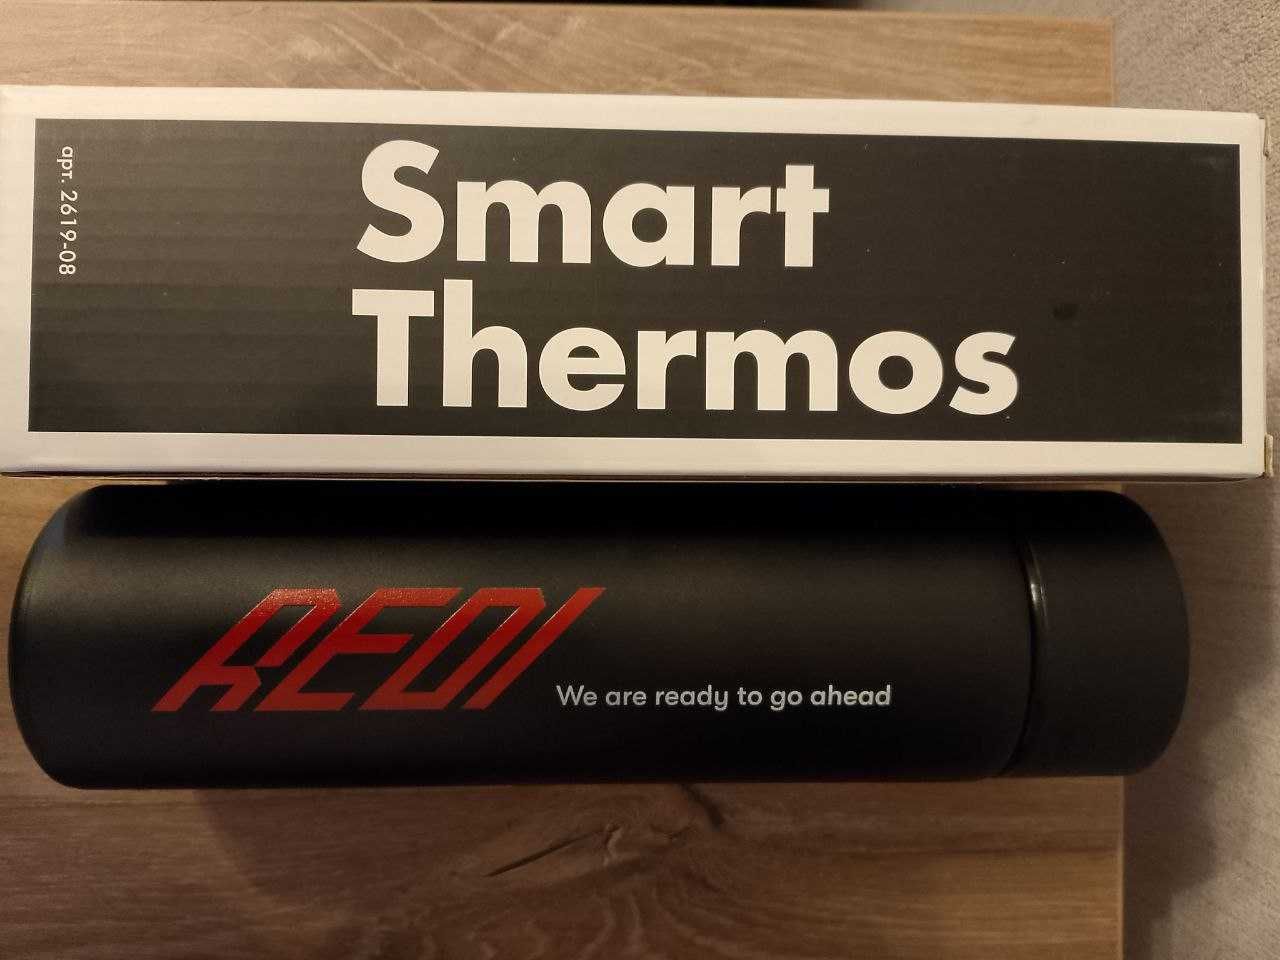 арт. 2619-08
Smart
Thermos
REDI
We are ready to go ahead